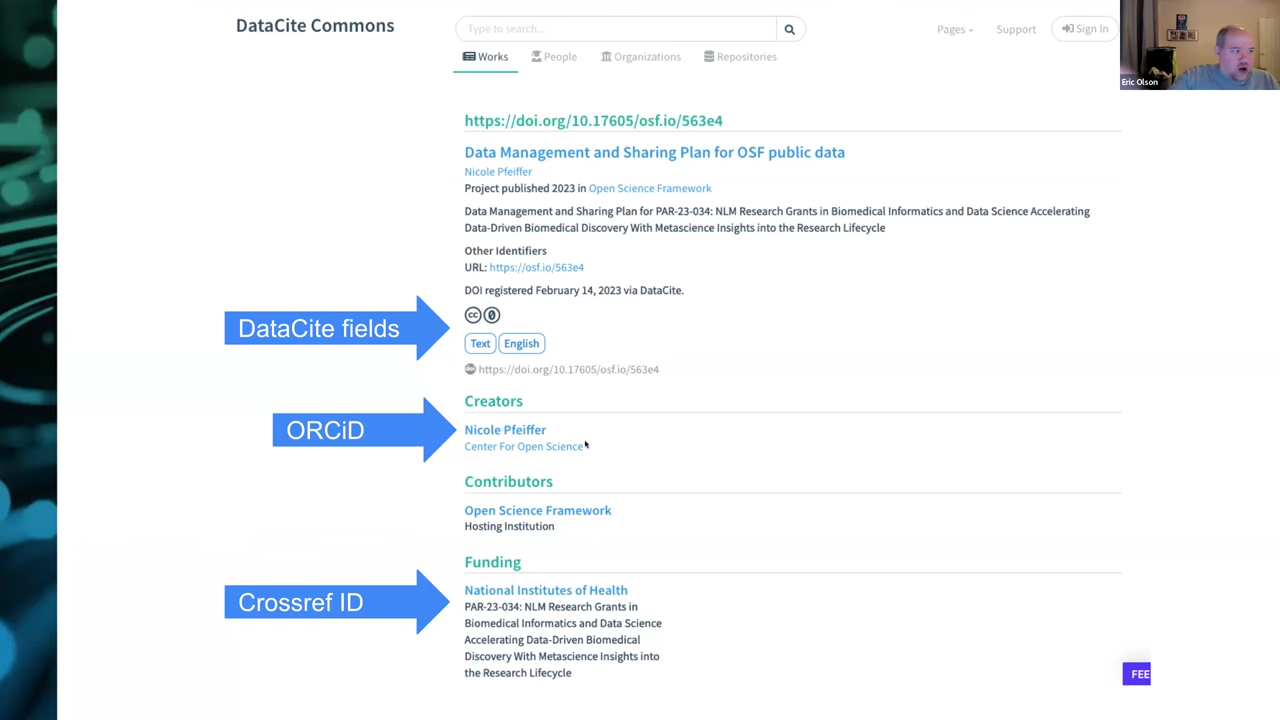 DataCite Commons
Type to search...
Pages
Support
Sign In
Works
People
Organizations
Repositories
Eric Olson
https://doi.org/10.17605/osf.io/563e4
Data Management and Sharing Plan for OSF public data
Nicole Pfeiffer
Project published 2023 in Open Science Framework
Data Management and Sharing Plan for PAR-23-034: NLM Research Grants in Biomedical Informatics and Data Science Accelerating
Data-Driven Biomedical Discovery With Metascience Insights into the Research Lifecycle
Other Identifiers
URL: https://osf.io/563e4
DOI registered February 14, 2023 via DataCite.
DataCite fields
Text
English
https://doi.org/10.17605/osf.io/563e4
Creators
ORCiD
Nicole Pfeiffer
Center For Open Science
Contributors
Open Science Framework
Hosting Institution
Funding
Crossref ID
National Institutes of Health
PAR-23-034: NLM Research Grants in
Biomedical Informatics and Data Science
Accelerating Data-Driven Biomedical
Discovery With Metascience Insights into
the Research Lifecycle
FEE